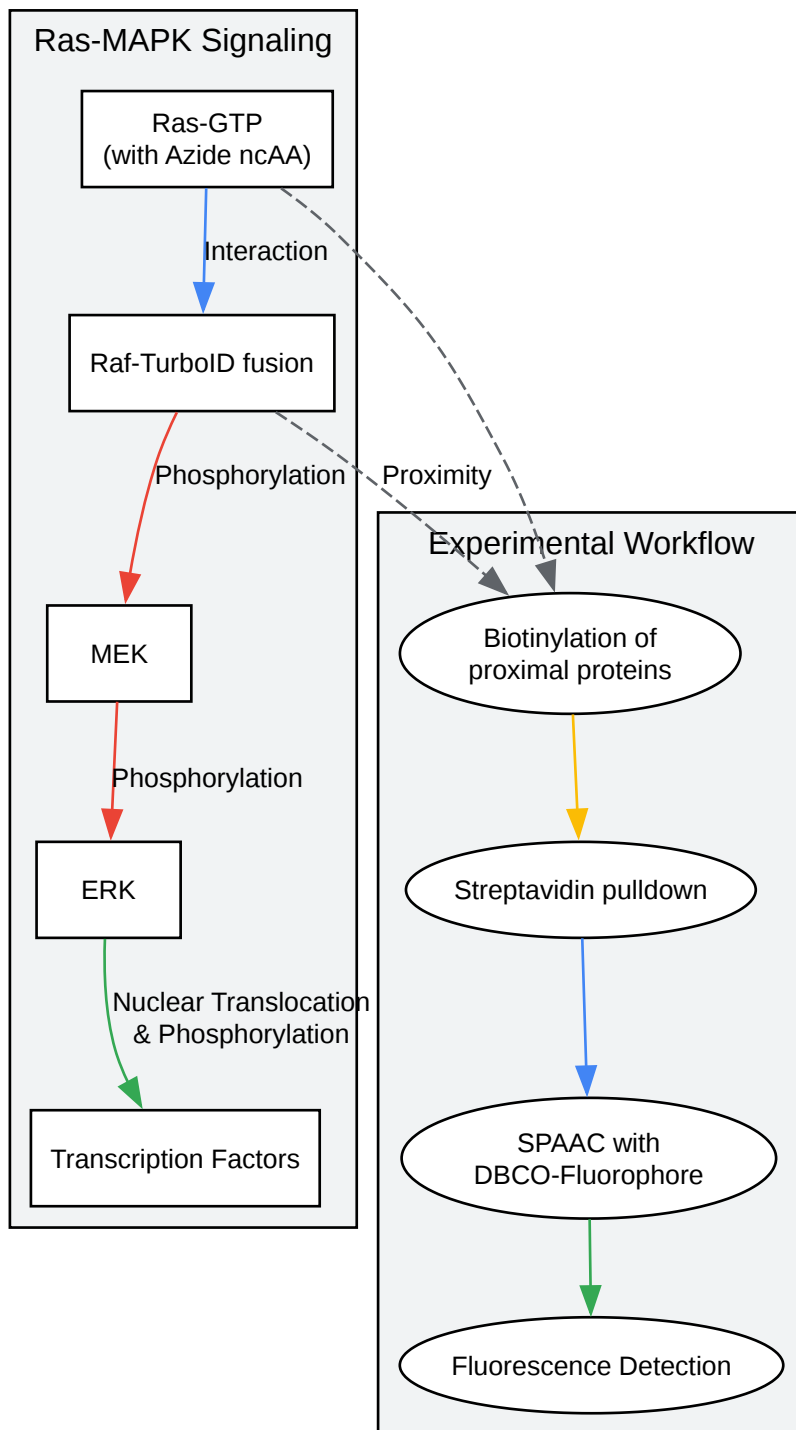 Ras-MAPK Signaling
Ras-GTP
(with Azide ncAA)
Interaction
Raf-TurboID fusion
Phosphorylation
Proximity
MEK
Phosphorylation
ERK
Nuclear Translocation
& Phosphorylation
Transcription Factors
Experimental Workflow
Biotinylation of
proximal proteins
Streptavidin pulldown
SPAAC with
DBCO-Fluorophore
Fluorescence Detection